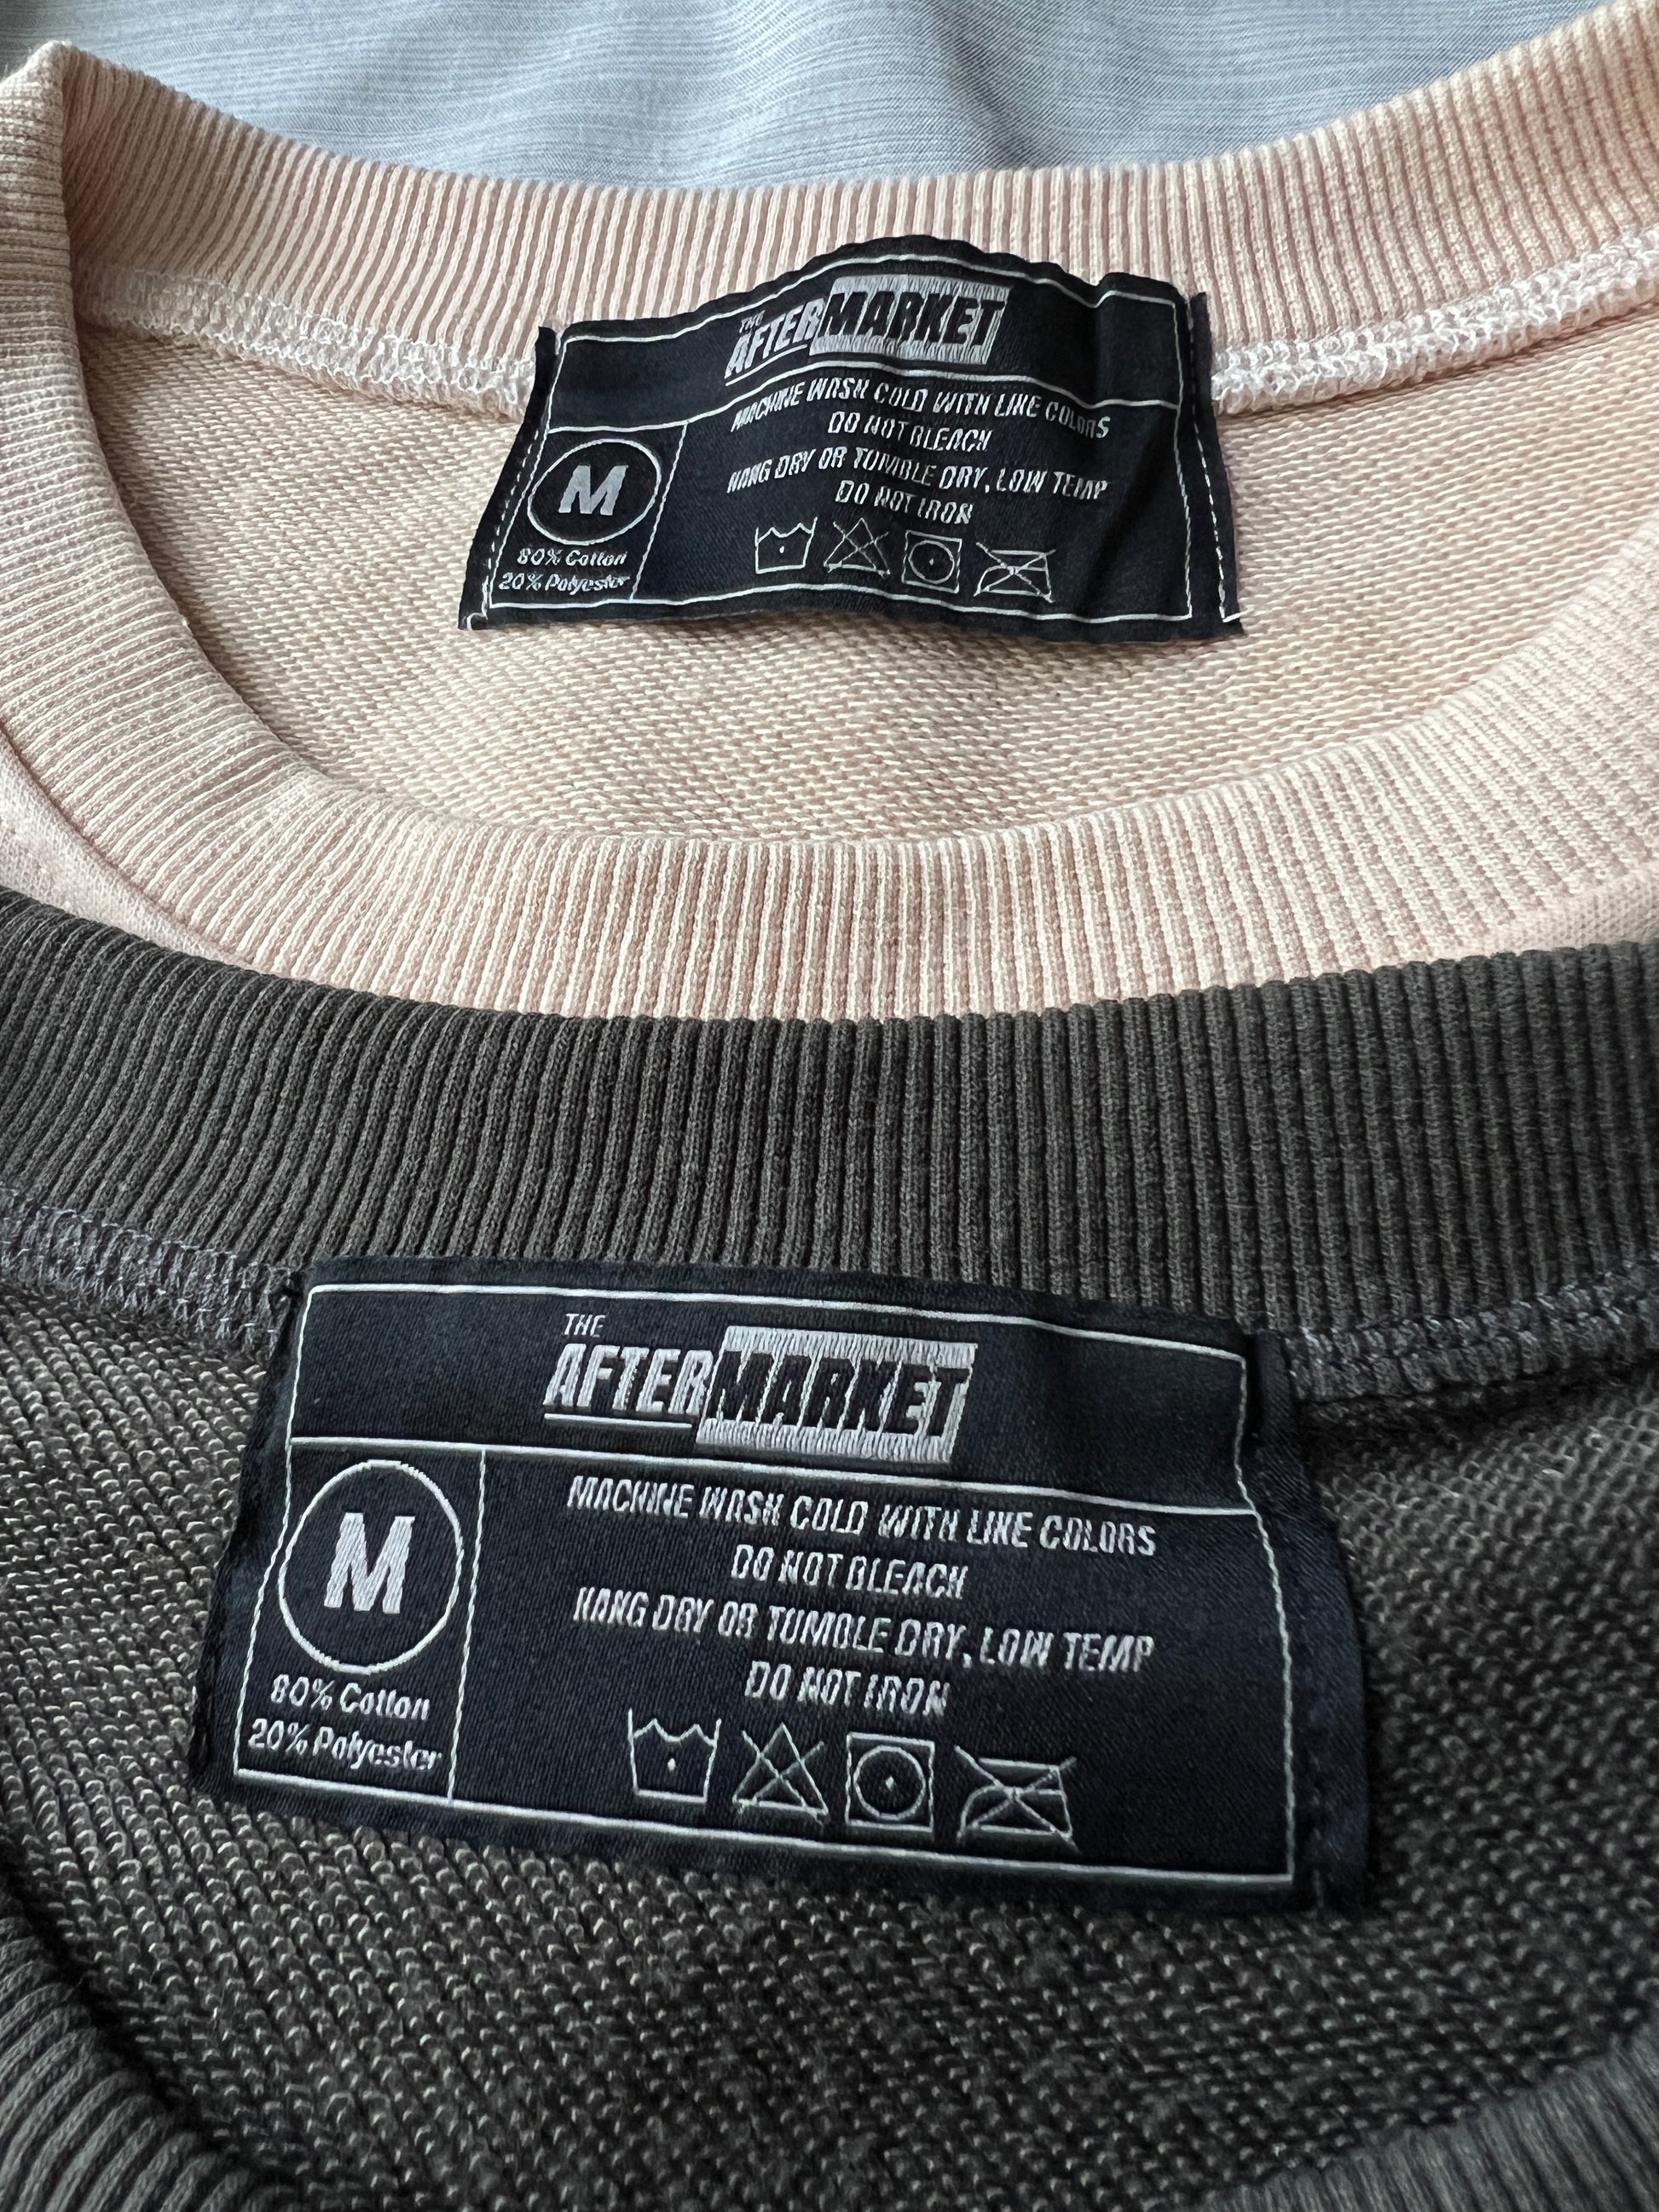 THE
AFTERMARKET
MACHINE WASH COLD WITH LIKE COLORS
DO NOT BLEACH
HANG DRY OR TUMBLE DRY, LOW TEMP
DO NOT IRON
M
80% Cotton
20% Polyester
THE
AFTERMARKET
MACHINE WASH COLD WITH LIKE COLORS
DO NOT BLEACH
HANG DRY OR TUMBLE DRY, LOW TEMP
DO NOT IRON
M
80% Cotton
20% Polyester